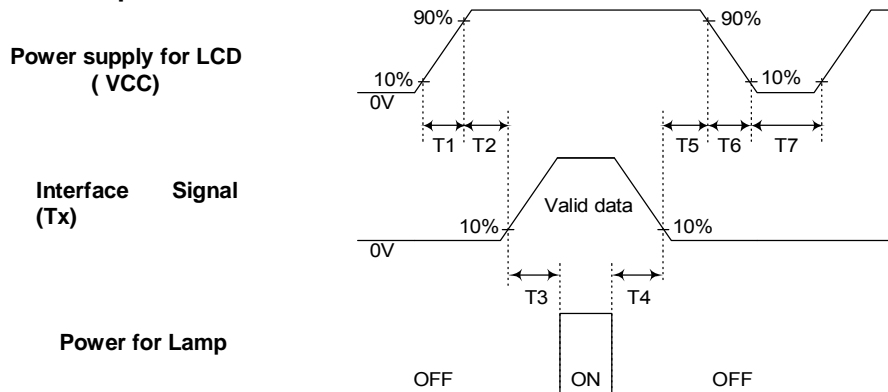 90%
90%
Power supply for LCD
( VCC)
10%
10%
0V
T1
T2
T5
T6
T7
Interface Signal
(Tx)
Valid data
10%
10%
0V
T3
T4
Power for Lamp
OFF
ON
OFF